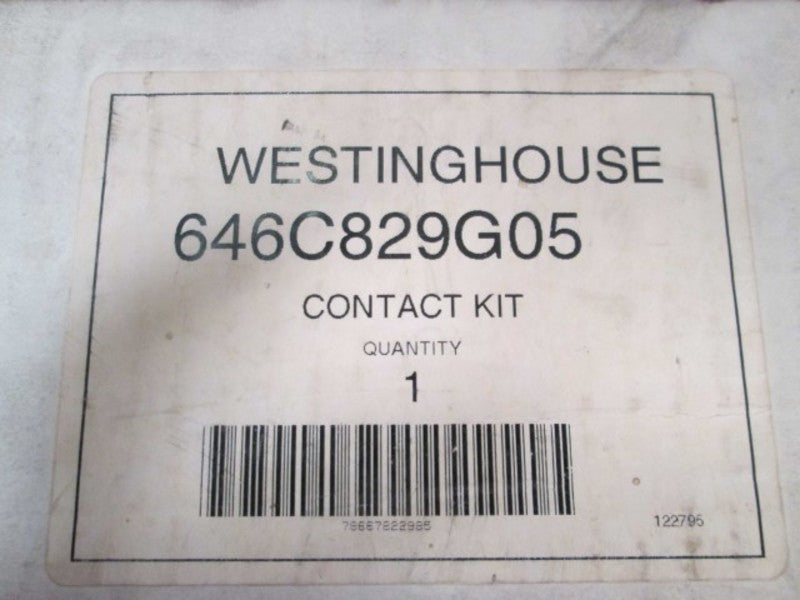 WESTINGHOUSE
646C829G05
CONTACT KIT
QUANTITY
1
78667822985
122795